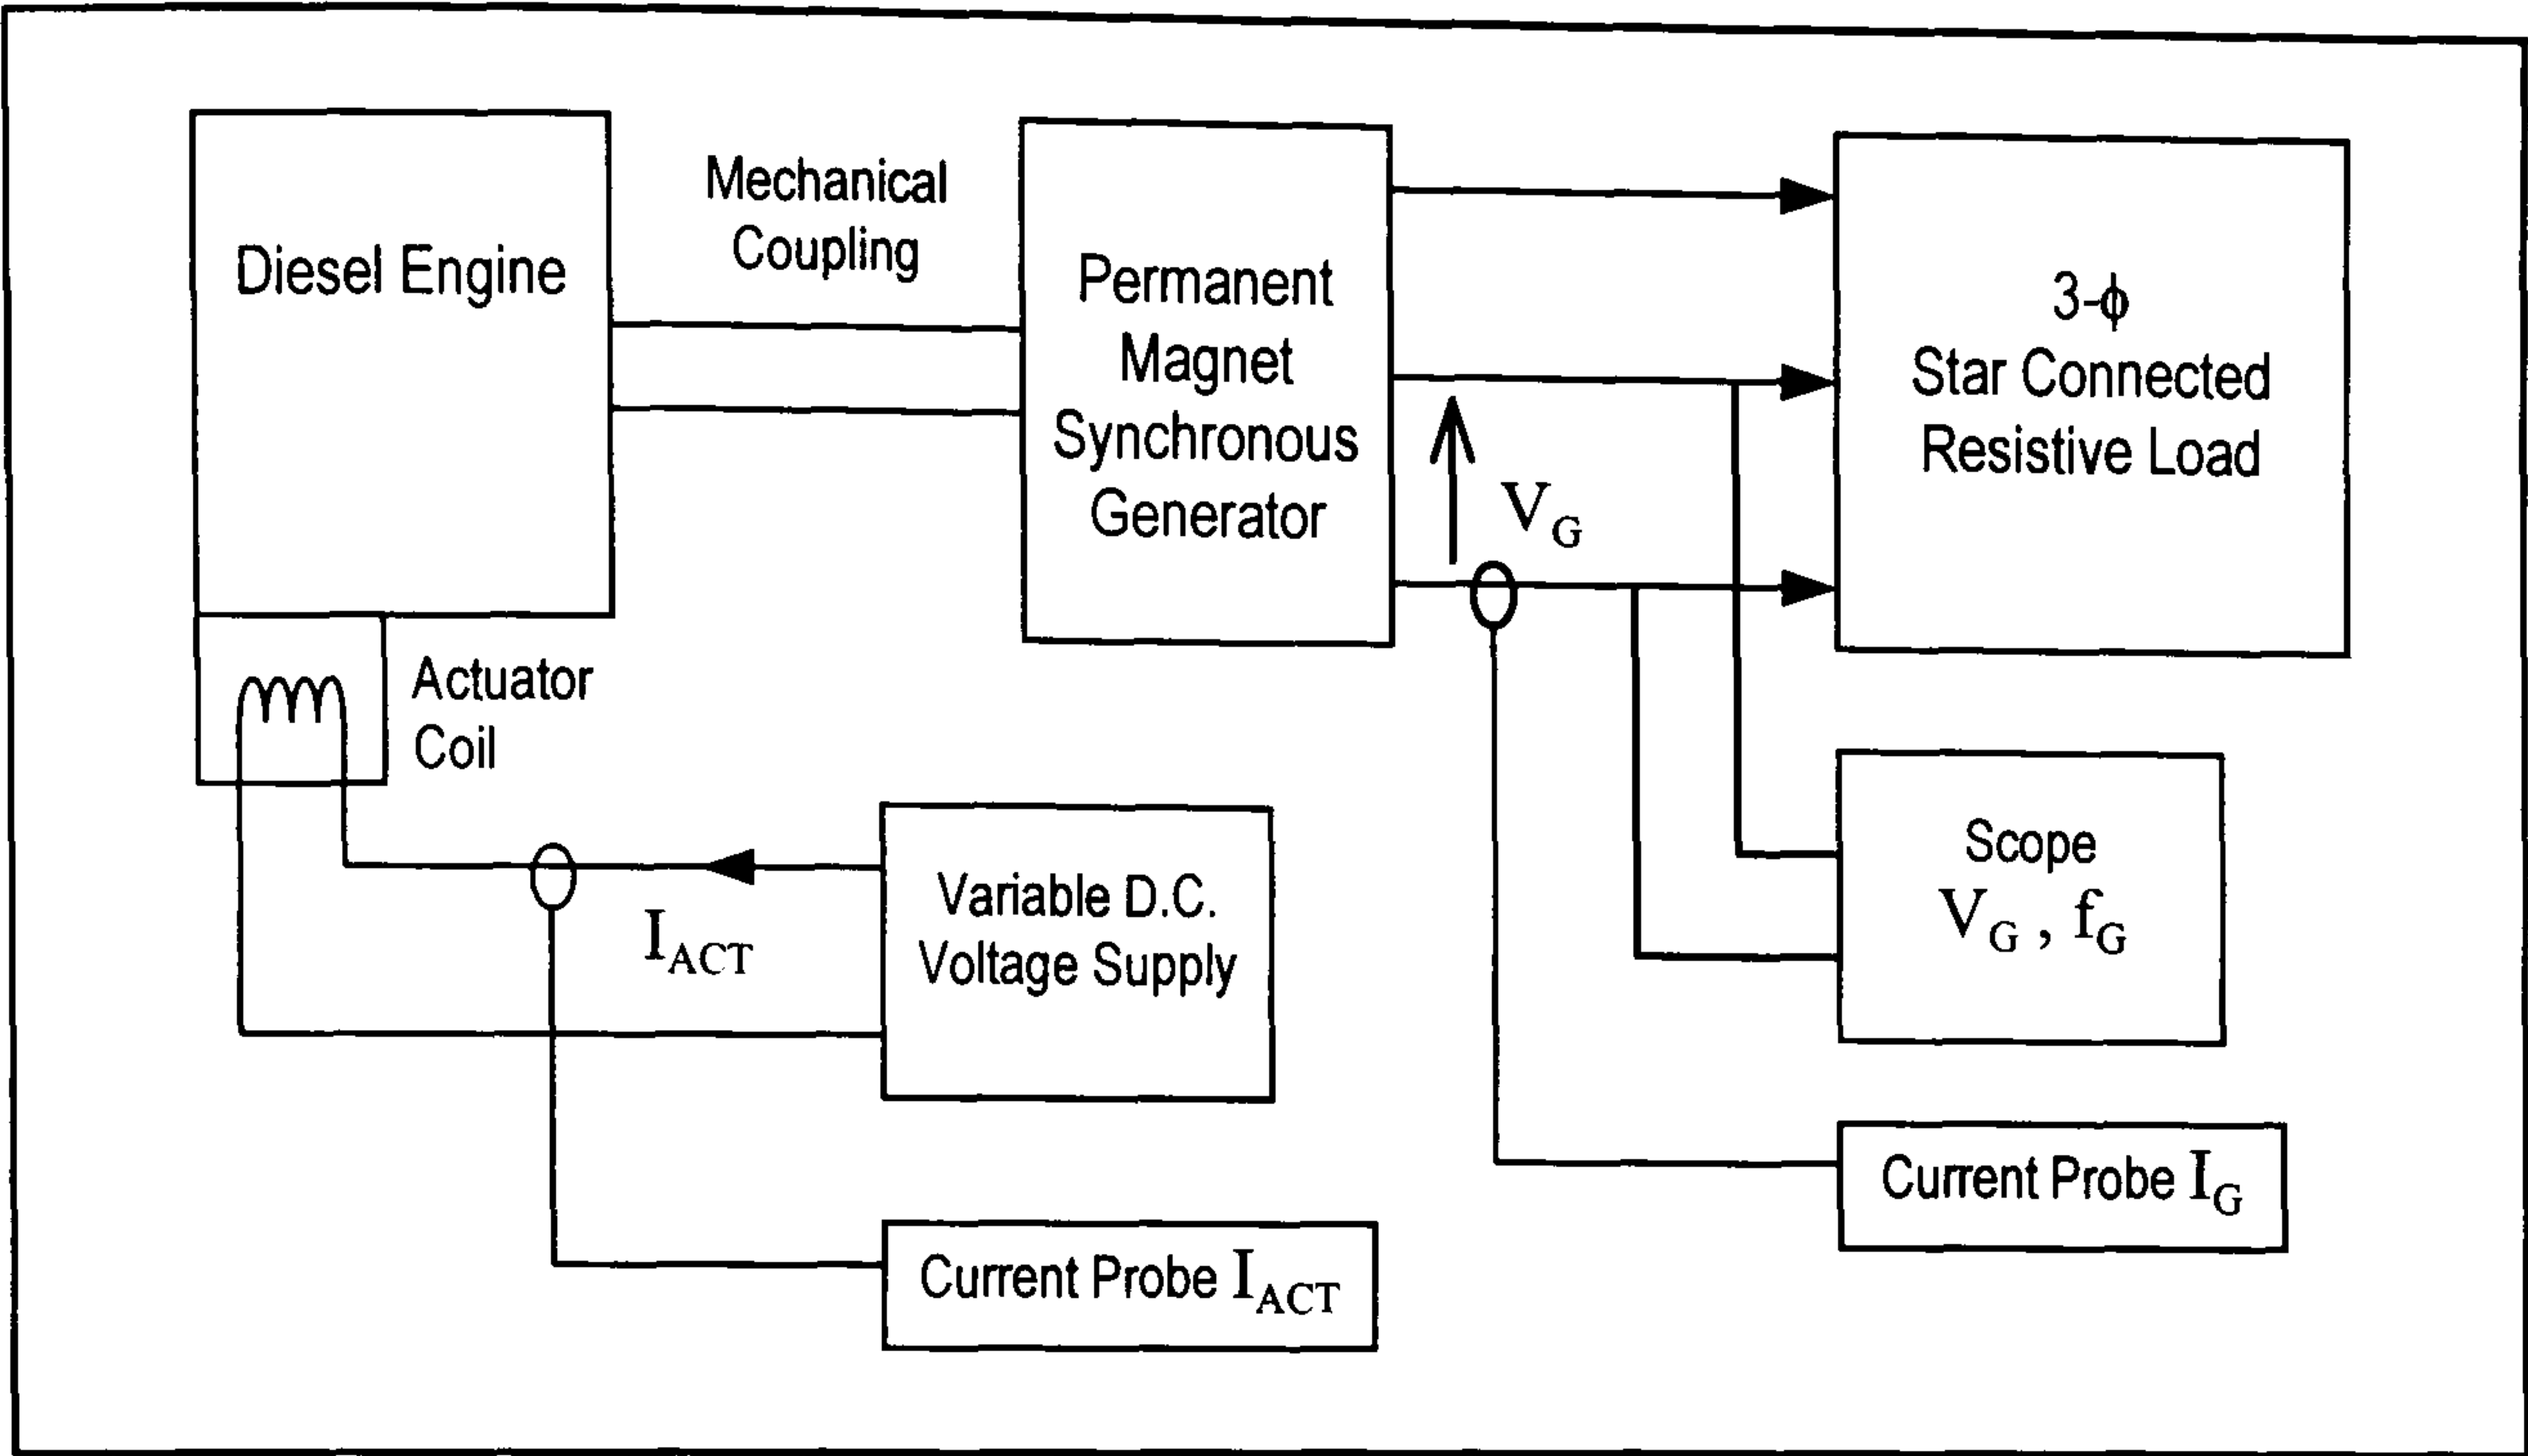 Diesel Engine
Mechanical
Coupling
Permanent
Magnet
Synchronous
Generator
3-ϕ
Star Connected
Resistive Load
V_G
Actuator
Coil
I_ACT
Variable D.C.
Voltage Supply
Scope
V_G , f_G
Current Probe I_G
Current Probe I_ACT